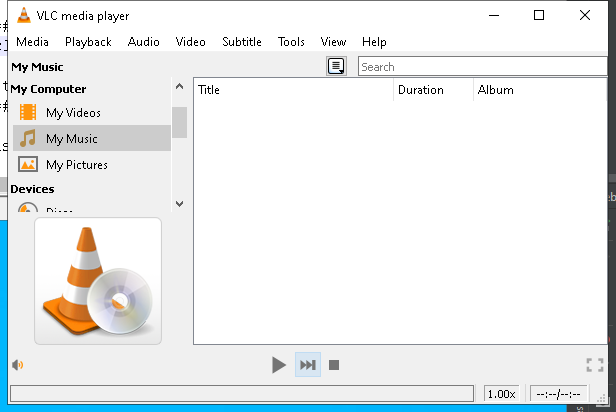 VLC media player
Media Playback Audio Video Subtitle Tools View Help
My Music
Search
My Computer
Title Duration Album
My Videos
My Music
My Pictures
Devices
Discs
1.00x --:--/--:--